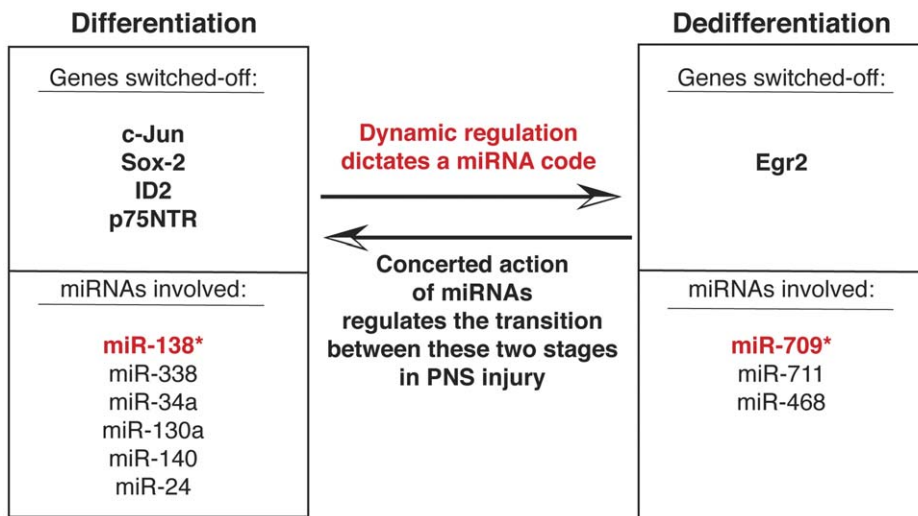 Differentiation
Genes switched-off:
c-Jun
Sox-2
ID2
p75NTR
miRNAs involved:
miR-138*
miR-338
miR-34a
miR-130a
miR-140
miR-24
Dynamic regulation
dictates a miRNA code
Concerted action
of miRNAs
regulates the transition
between these two stages
in PNS injury
Dedifferentiation
Genes switched-off:
Egr2
miRNAs involved:
miR-709*
miR-711
miR-468